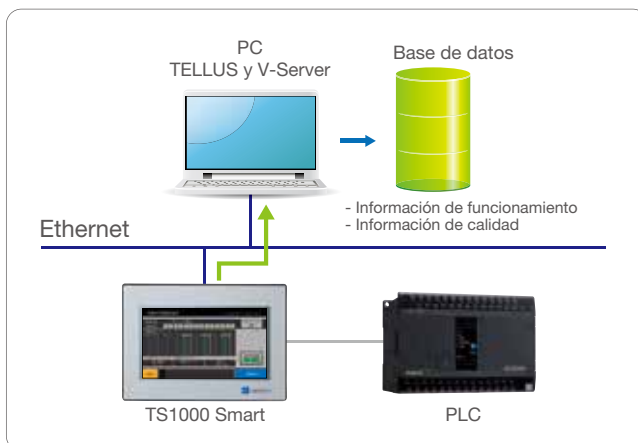 PC
TELLUS y V-Server
Base de datos
- Información de funcionamiento
- Información de calidad
Ethernet
TS1000 Smart
PLC